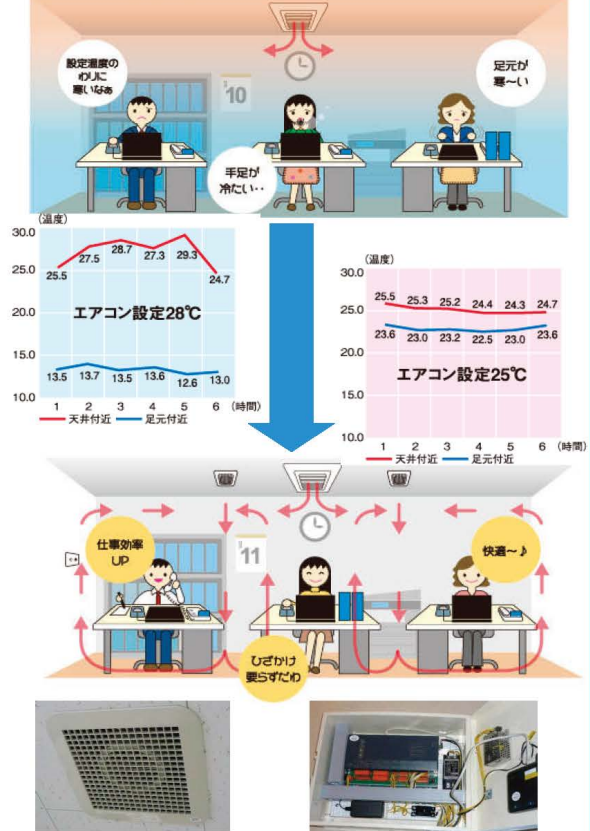 設定温度の
わりに
寒いなぁ
10
足元が
寒〜い
手足が
冷たい・・
(温度)
30.0
25.0
20.0
15.0
10.0
25.5
27.5
28.7
27.3
29.3
24.7
エアコン設定28℃
13.5
13.7
13.5
13.6
12.6
13.0
1 2 3 4 5 6 (時間)
天井付近 足元付近
(温度)
30.0
25.0
20.0
15.0
10.0
25.5
25.3
25.2
24.4
24.3
24.7
23.6
23.0
23.2
22.5
23.0
23.6
エアコン設定25℃
1 2 3 4 5 6 (時間)
天井付近 足元付近
仕事効率
UP
11
快適〜♪
ひざかけ
要らずだわ